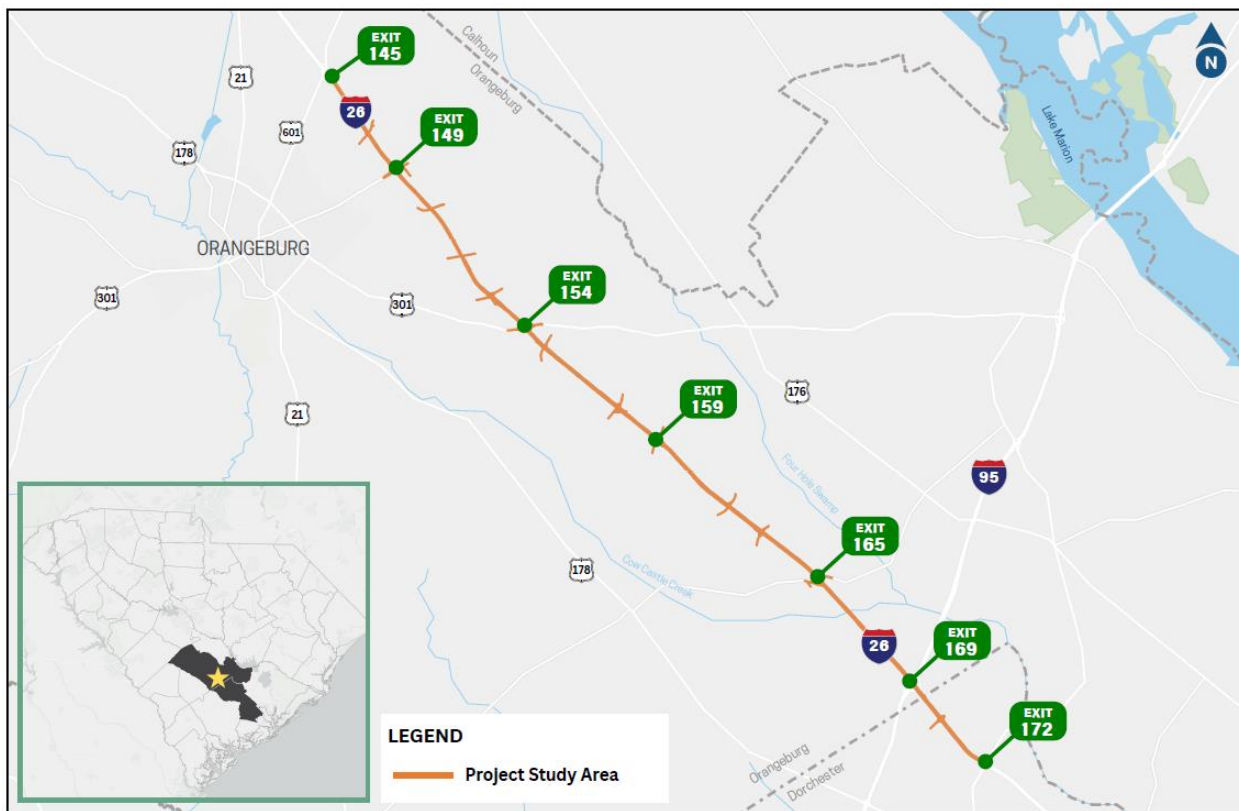 EXIT
145
Calhoun
Orangeburg
N
21
26
EXIT
149
601
178
Lake Marion
ORANGEBURG
EXIT
154
301
301
EXIT
159
176
21
Four Hole Swamp
95
EXIT
165
178
Cow Castle Creek
26
EXIT
169
EXIT
172
LEGEND
Project Study Area
Orangeburg
Dorchester